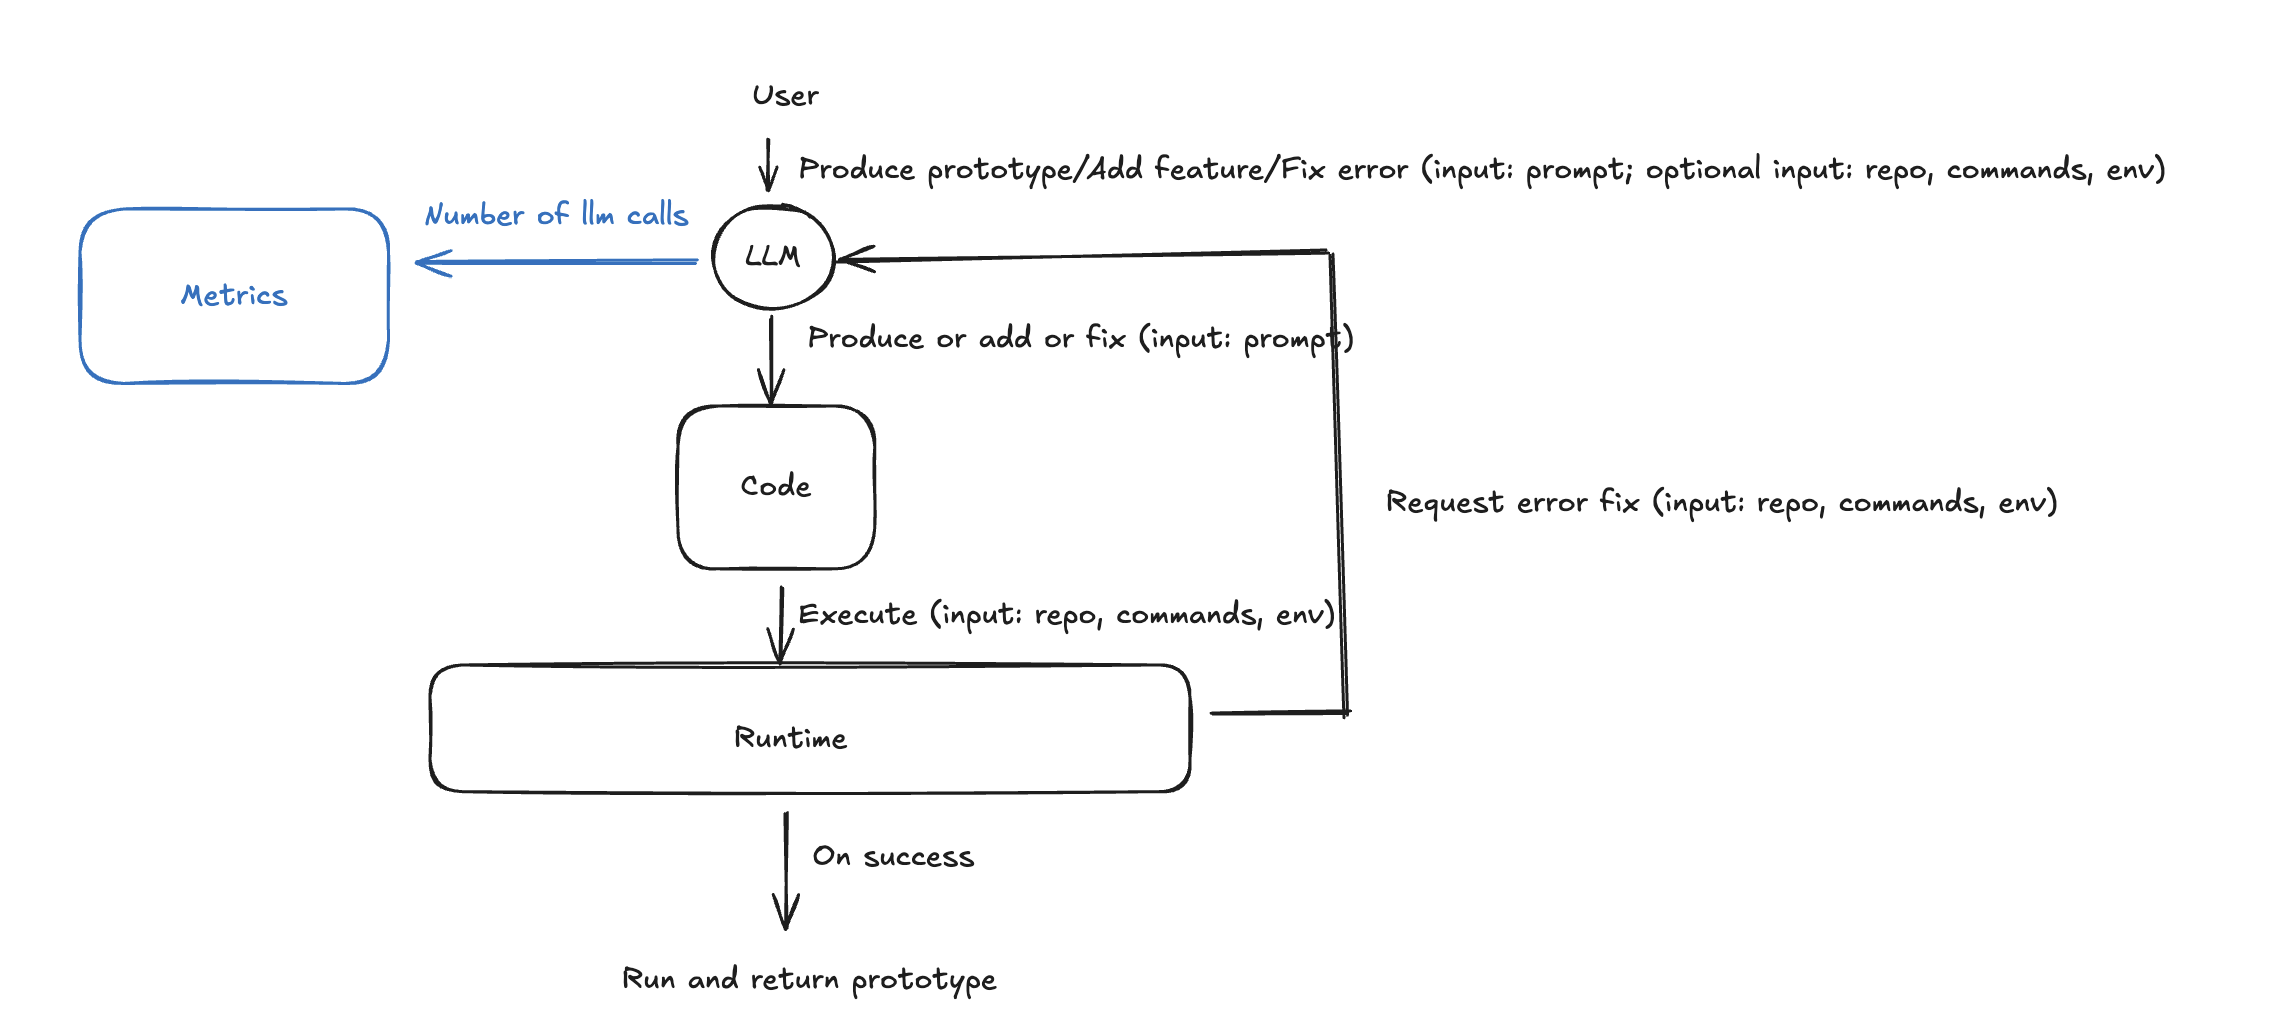 User
Produce prototype/Add feature/Fix error (input: prompt; optional input: repo, commands, env)
Number of llm calls
LLM
Metrics
Produce or add or fix (input: prompt)
Code
Request error fix (input: repo, commands, env)
Execute (input: repo, commands, env)
Runtime
On success
Run and return prototype